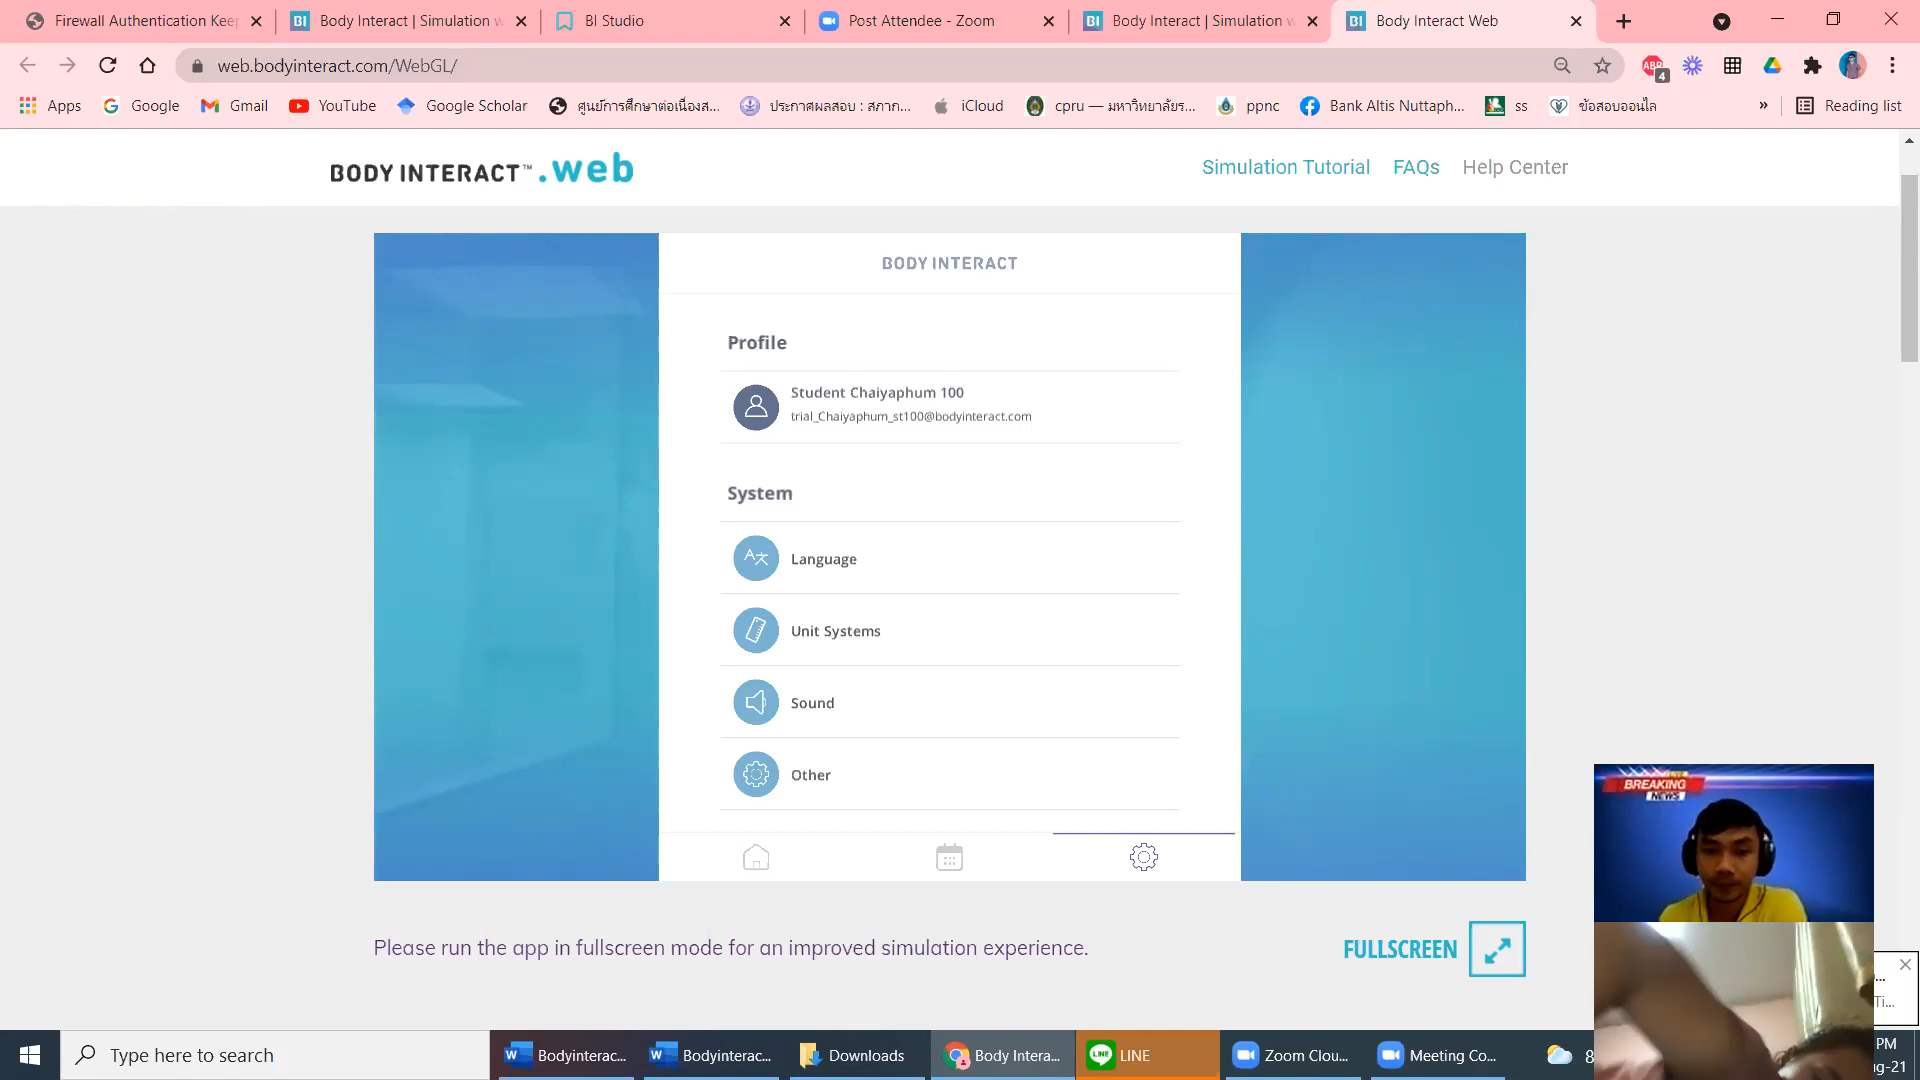 Firewall Authentication Kee
Body Interact | Simulation w
BI Studio
Post Attendee - Zoom
Body Interact | Simulation w
Body Interact Web
web.bodyinteract.com/WebGL/
ABP
4
Apps
Google
Gmail
YouTube
Google Scholar
ศูนย์การศึกษาต่อเนื่องส...
ประกาศผลสอบ : สภาก...
iCloud
cpru — มหาวิทยาลัยร...
ppnc
Bank Altis Nuttaph...
ss
ข้อสอบออนไล
»
Reading list
BODY INTERACT™.web
Simulation Tutorial
FAQs
Help Center
BODY INTERACT
Profile
Student Chaiyaphum 100
trial_Chaiyaphum_st100@bodyinteract.com
System
Language
Unit Systems
Sound
Other
BREAKING
NEWS
Please run the app in fullscreen mode for an improved simulation experience.
FULLSCREEN
...
Ti...
Type here to search
Bodyinterac...
Bodyinterac...
Downloads
Body Intera...
LINE
Zoom Clou...
Meeting Co...
8
PM
g-21